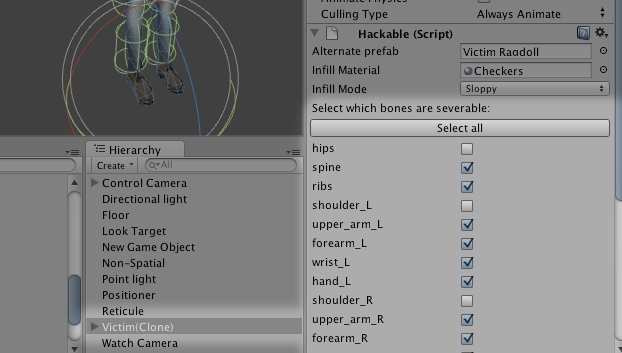 Culling Type Always Animate
Hackable (Script)
Alternate prefab Victim Ragdoll
Infill Material Checkers
Infill Mode Sloppy
Select which bones are severable:
Select all
hips
spine
ribs
shoulder_L
upper_arm_L
forearm_L
wrist_L
hand_L
shoulder_R
upper_arm_R
forearm_R
Hierarchy
Create All
Control Camera
Directional light
Floor
Look Target
New Game Object
Non-Spatial
Point light
Positioner
Reticule
Victim(Clone)
Watch Camera